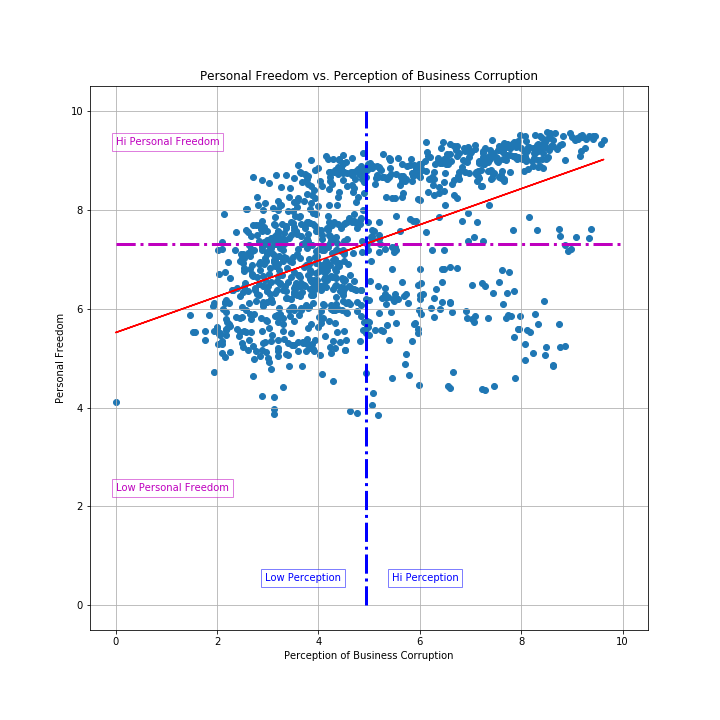 Personal Freedom vs. Perception of Business Corruption
10
Hi Personal Freedom
8
6
Personal Freedom
4
Low Personal Freedom
2
Low Perception
Hi Perception
0
0
2
4
6
8
10
Perception of Business Corruption